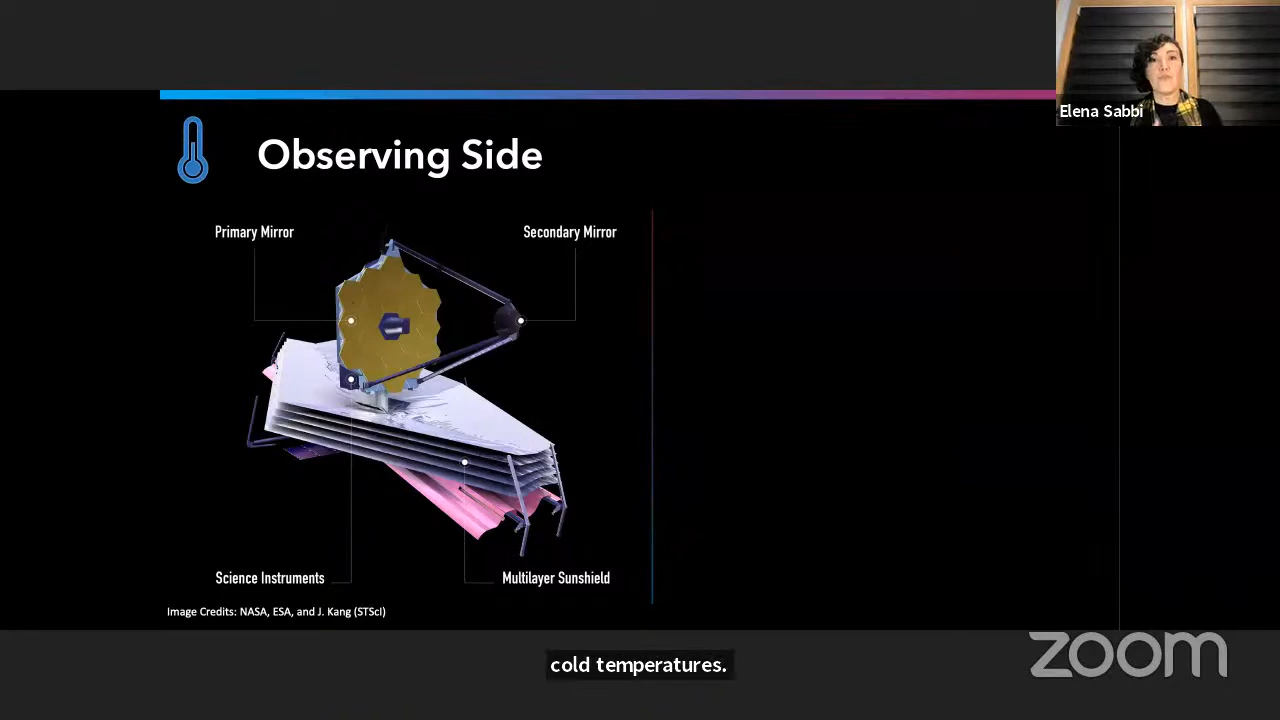 Elena Sabbi
Observing Side
Primary Mirror
Secondary Mirror
Science Instruments
Multilayer Sunshield
Image Credits: NASA, ESA, and J. Kang (STScI)
cold temperatures.
zoom